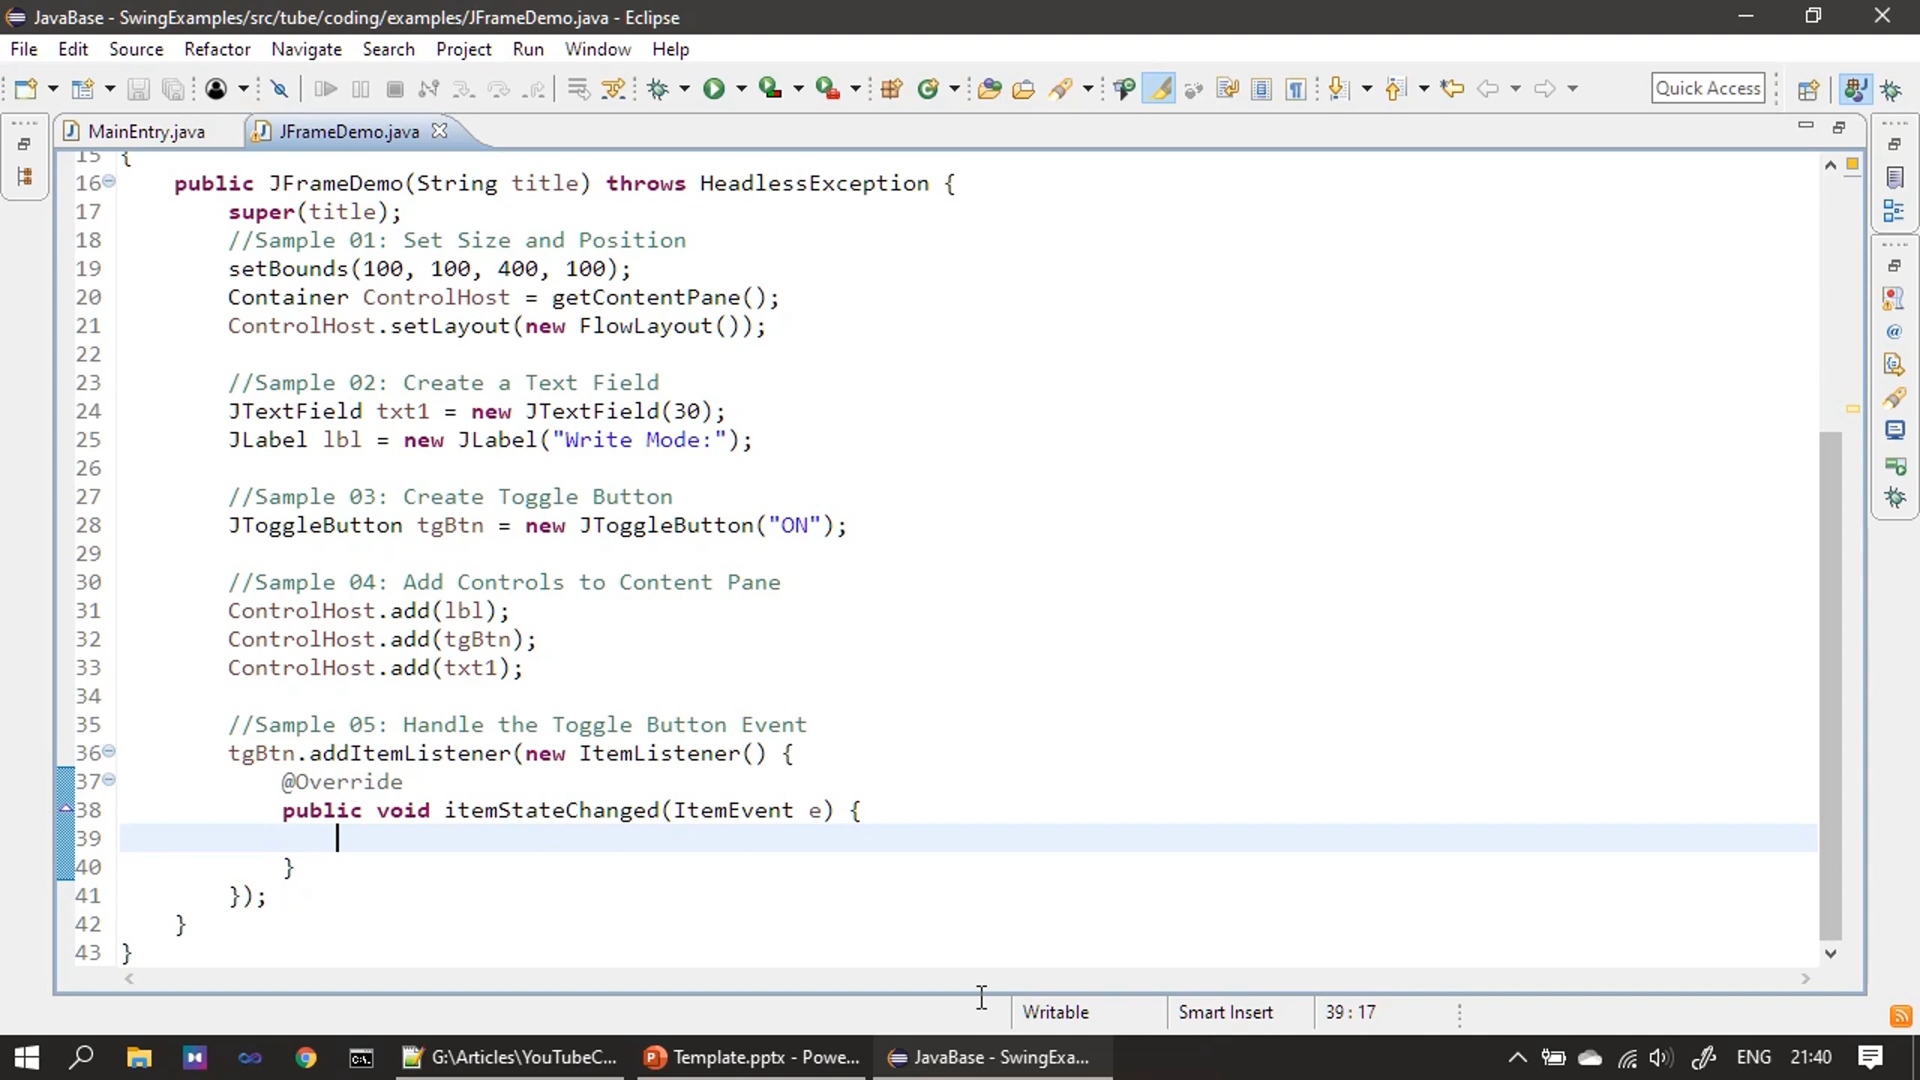 JavaBase - SwingExamples/src/tube/coding/examples/JFrameDemo.java - Eclipse
File Edit Source Refactor Navigate Search Project Run Window Help
Quick Access
MainEntry.java JFrameDemo.java
15 {
16 public JFrameDemo(String title) throws HeadlessException {
17 super(title);
18 //Sample 01: Set Size and Position
19 setBounds(100, 100, 400, 100);
20 Container ControlHost = getContentPane();
21 ControlHost.setLayout(new FlowLayout());
22
23 //Sample 02: Create a Text Field
24 JTextField txt1 = new JTextField(30);
25 JLabel lbl = new JLabel("Write Mode:");
26
27 //Sample 03: Create Toggle Button
28 JToggleButton tgBtn = new JToggleButton("ON");
29
30 //Sample 04: Add Controls to Content Pane
31 ControlHost.add(lbl);
32 ControlHost.add(tgBtn);
33 ControlHost.add(txt1);
34
35 //Sample 05: Handle the Toggle Button Event
36 tgBtn.addItemListener(new ItemListener() {
37 @Override
38 public void itemStateChanged(ItemEvent e) {
39
40 }
41 });
42 }
43 }
Writable Smart Insert 39 : 17
G:\Articles\YouTubeC... Template.pptx - Powe... JavaBase - SwingExa... ENG 21:40